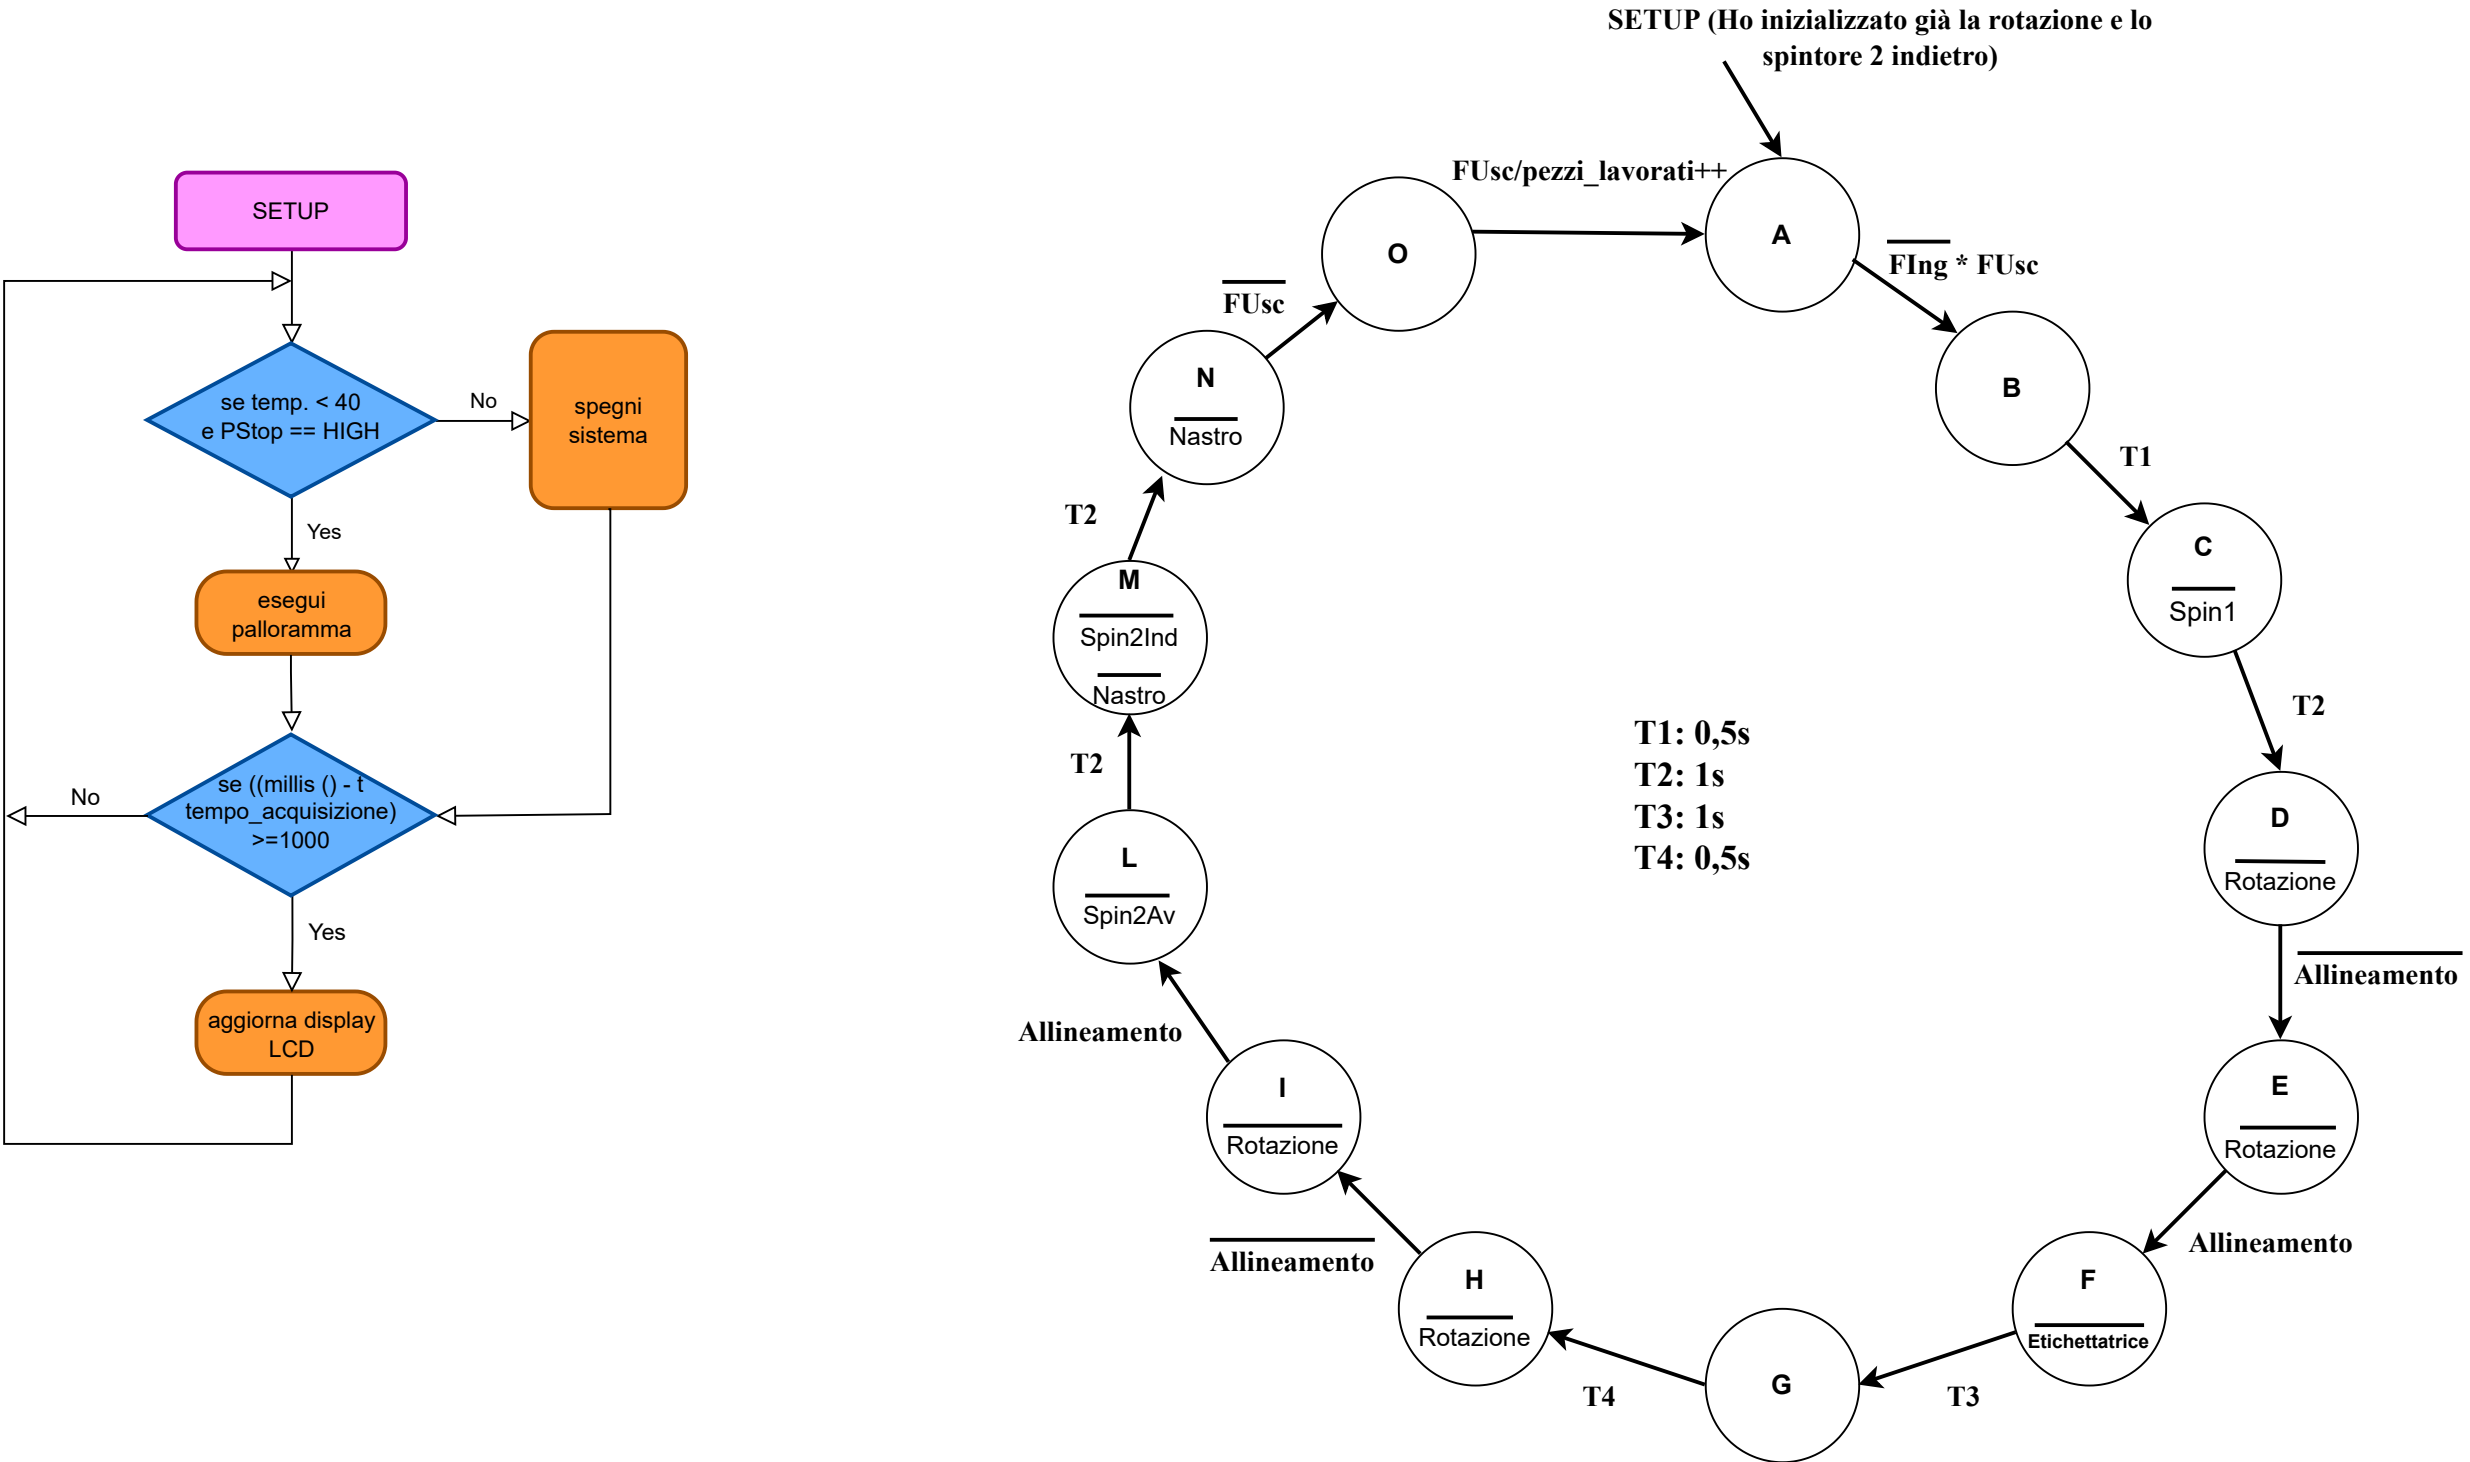 SETUP
se temp. < 40
e PStop == HIGH
No
spegni
sistema
Yes
esegui
palloramma
se ((millis () - t
tempo_acquisizione)
>=1000
No
Yes
aggiorna display
LCD
SETUP (Ho inizializzato già la rotazione e lo
spintore 2 indietro)
A
FIng * FUsc
B
T1
C
Spin1
T2
D
Rotazione
Allineamento
E
Rotazione
Allineamento
F
Etichettatrice
T3
G
T4
H
Rotazione
Allineamento
I
Rotazione
Allineamento
L
Spin2Av
T2
M
Spin2Ind
Nastro
T2
N
Nastro
FUsc
O
FUsc/pezzi_lavorati++
T1: 0,5s
T2: 1s
T3: 1s
T4: 0,5s